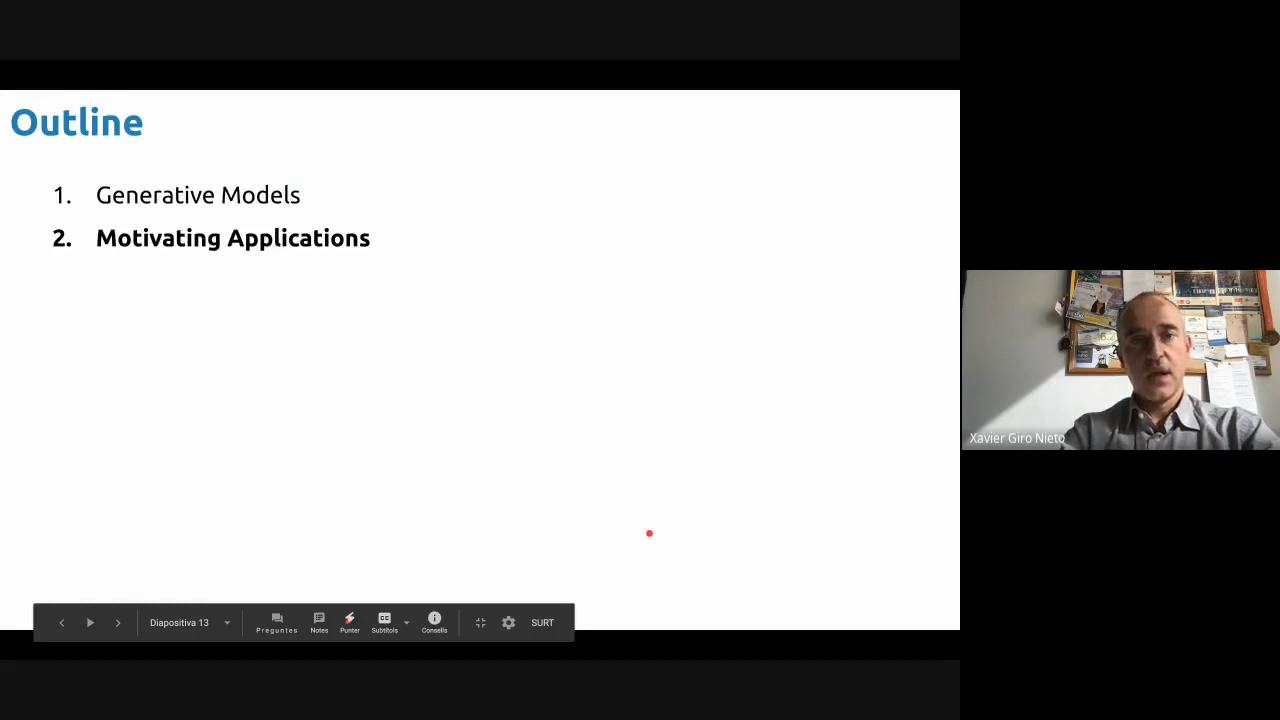 Outline
1. Generative Models
2. Motivating Applications
Xavier Giro Nieto
Diapositiva 13
Preguntes
Notes
Punter
Subtítols
Consells
SURT